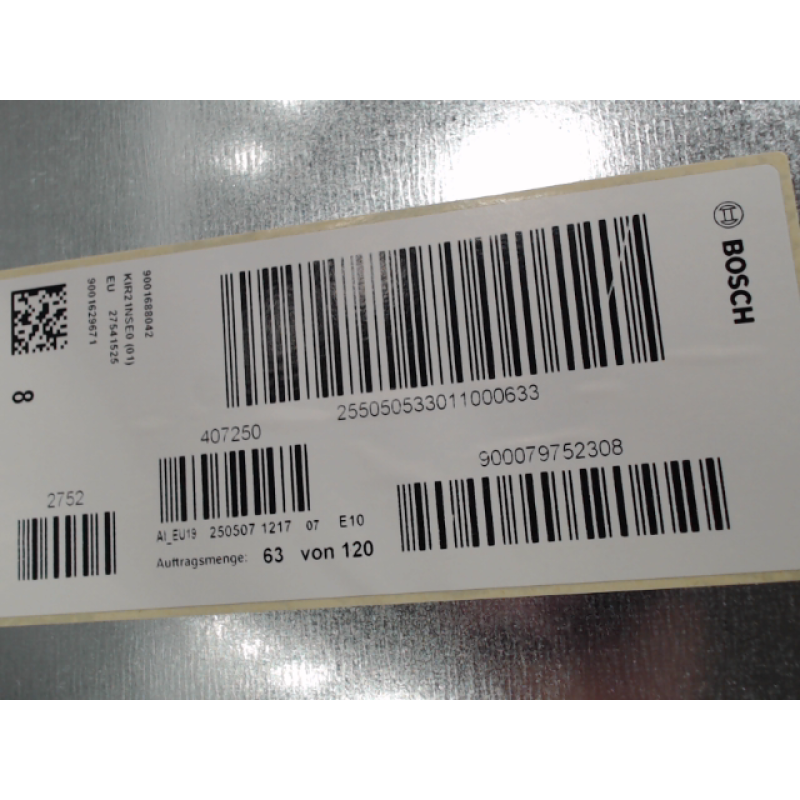 BOSCH
9001688042
KIR21NSE0 (01)
EU 27541525
9001629671
8
255050533011000633
407250
900079752308
2752
AI_EU19 250507 1217 07 E10
Auftragsmenge: 63 von 120